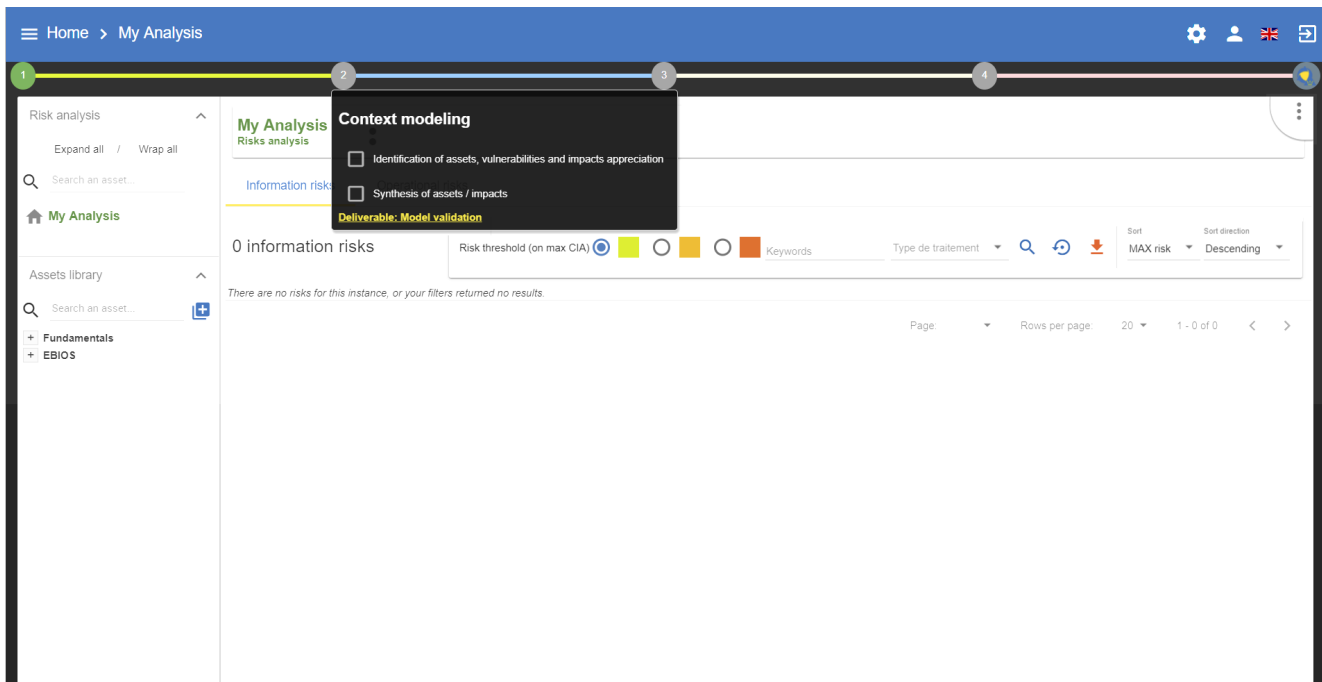 Home > My Analysis
1 2 3 4
Risk analysis
Expand all / Wrap all
Search an asset...
My Analysis
Assets library
Search an asset...
+ Fundamentals
+ EBIOS
My Analysis
Risks analysis
Context modeling
Identification of assets, vulnerabilities and impacts appreciation
Synthesis of assets / impacts
Deliverable: Model validation
Information risks
0 information risks
Risk threshold (on max CIA)
Keywords
Type de traitement
Sort
MAX risk
Sort direction
Descending
There are no risks for this instance, or your filters returned no results.
Page: Rows per page: 20 1 - 0 of 0 < >